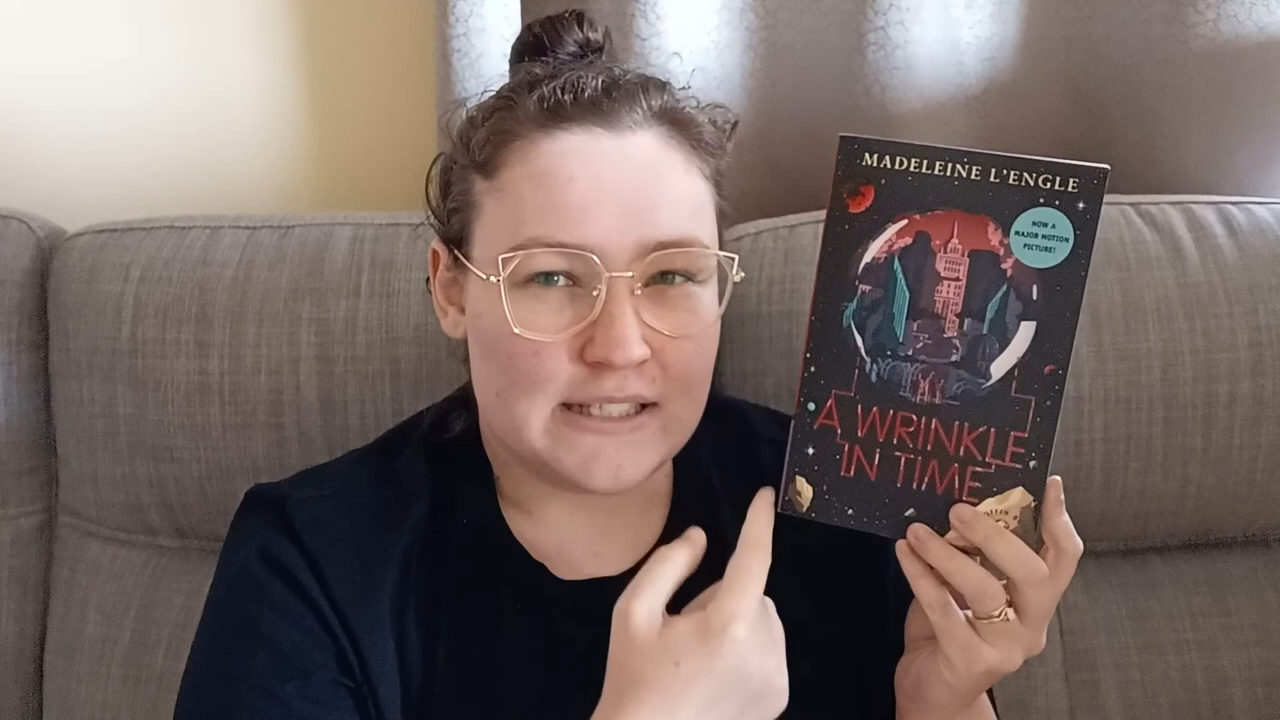 MADELEINE L'ENGLE
NOW A
MAJOR MOTION
PICTURE!
A WRINKLE
IN TIME